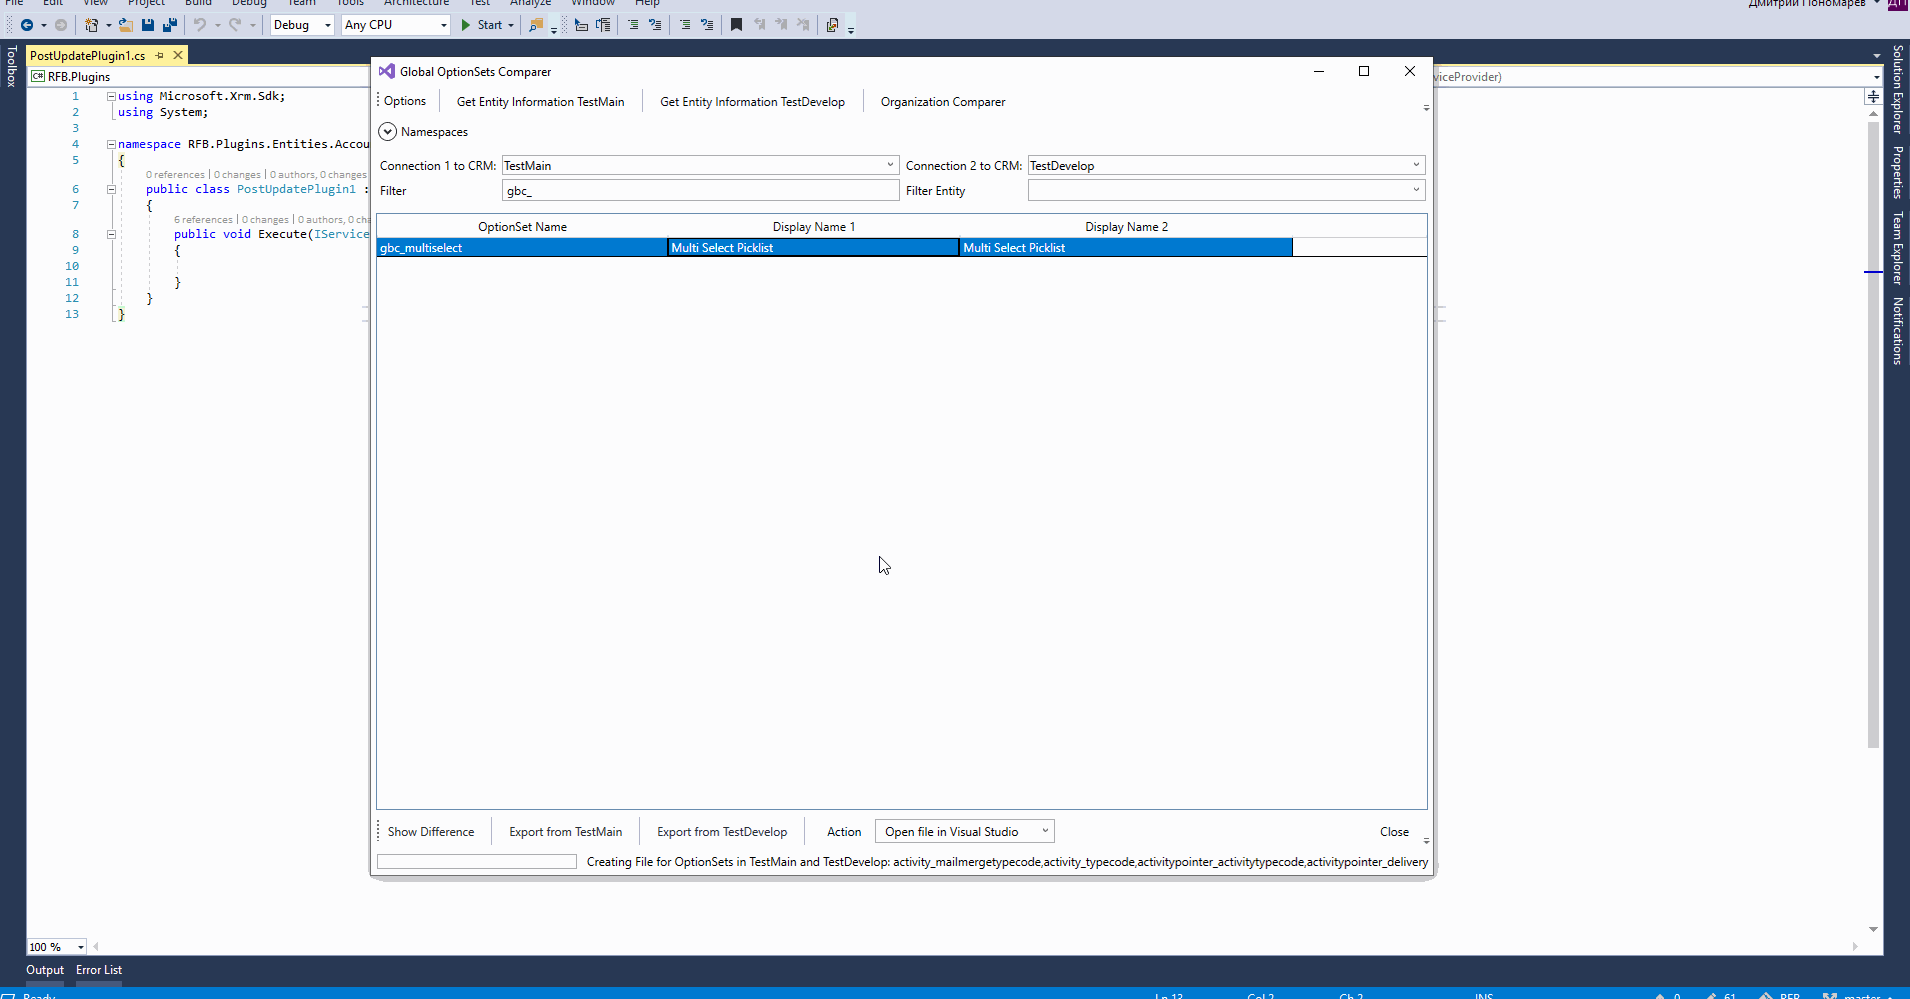 File Edit View Project Build Debug Team Tools Architecture Test Analyze Window Help
Дмитрий Пономарев
ДП
Debug Any CPU Start
Toolbox
PostUpdatePlugin1.cs
C# RFB.Plugins
viceProvider)
1 using Microsoft.Xrm.Sdk;
2 using System;
3
4 namespace RFB.Plugins.Entities.Accou
5 {
0 references | 0 changes | 0 authors, 0 changes
6 public class PostUpdatePlugin1 :
7 {
6 references | 0 changes | 0 authors, 0 ch
8 public void Execute(IService
9 {
10
11 }
12 }
13 }
Global OptionSets Comparer
Options Get Entity Information TestMain Get Entity Information TestDevelop Organization Comparer
Namespaces
Connection 1 to CRM: TestMain Connection 2 to CRM: TestDevelop
Filter gbc_ Filter Entity
OptionSet Name Display Name 1 Display Name 2
gbc_multiselect Multi Select Picklist Multi Select Picklist
Show Difference Export from TestMain Export from TestDevelop Action Open file in Visual Studio Close
Creating File for OptionSets in TestMain and TestDevelop: activity_mailmergetypecode,activity_typecode,activitypointer_activitytypecode,activitypointer_delivery
Solution Explorer
Properties
Team Explorer
Notifications
100 %
Output Error List
Ready Ln 13 Col 2 Ch 2 INS 0 61 RFB master